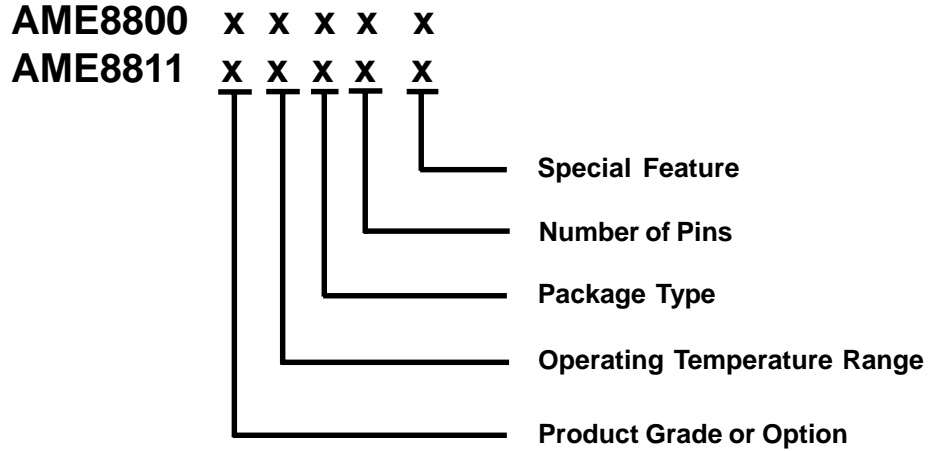 AME8800 x x x x x
AME8811 x x x x x
Special Feature
Number of Pins
Package Type
Operating Temperature Range
Product Grade or Option